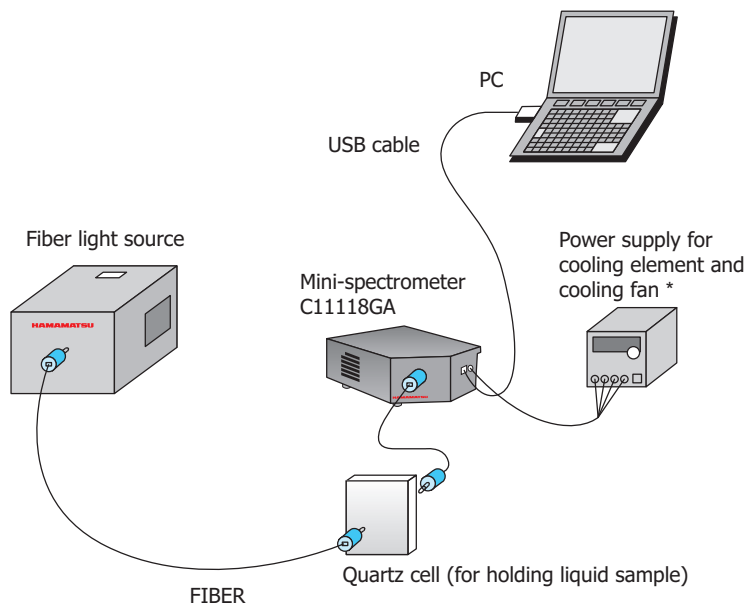 PC
USB cable
Fiber light source
Power supply for
cooling element and
cooling fan *
Mini-spectrometer
C11118GA
HAMAMATSU
HAMAMATSU
Quartz cell (for holding liquid sample)
FIBER